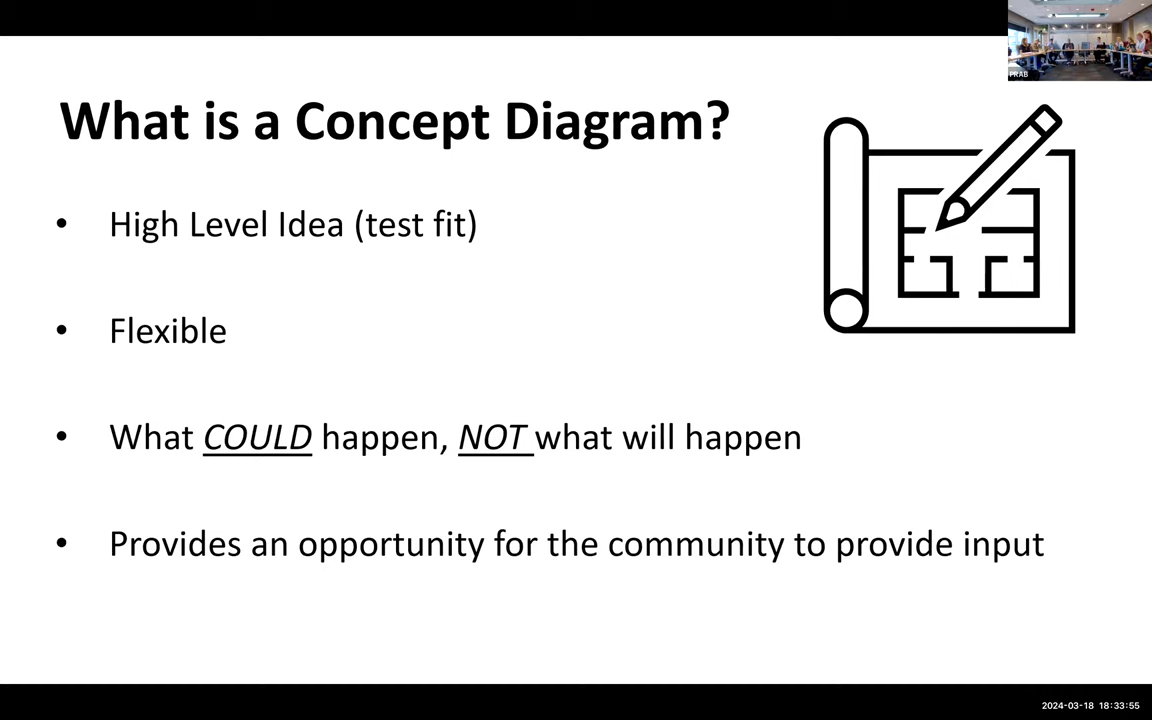 PRAB
What is a Concept Diagram?
• High Level Idea (test fit)
• Flexible
• What COULD happen, NOT what will happen
• Provides an opportunity for the community to provide input
2024-03-18 18:33:55